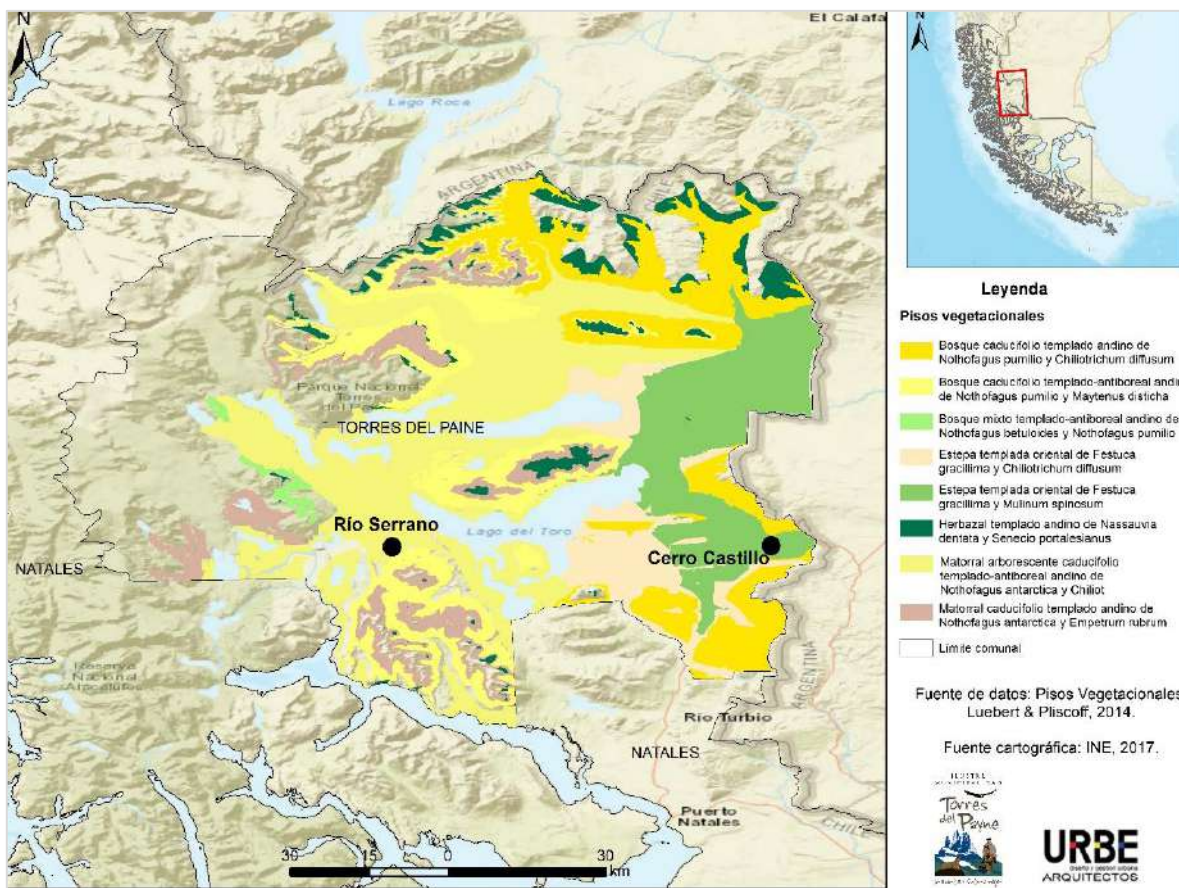 N
El Calafa
Lago Roca
ARGENTINA
Parque Nacional
Torres
TORRES DEL PAINE
Río Serrano
Lago del Toro
Cerro Castillo
NATALES
Reserva
Nacional
Alacalufes
ARGENTINA
Río Turbio
NATALES
Puerto
Natales
30 15 0 30
km
N
Leyenda
Pisos vegetacionales
Bosque caducifolio templado andino de
Nothofagus pumilio y Chiliotrichum diffusum
Bosque caducifolio templado-antiboreal andin
de Nothofagus pumilio y Maytenus disticha
Bosque mixto templado-antiboreal andino de
Nothofagus betuloides y Nothofagus pumilio
Estepa templada oriental de Festuca
gracillima y Chiliotrichum diffusum
Estepa templada oriental de Festuca
gracillima y Mulinum spinosum
Herbazal templado andino de Nassauvia
dentata y Senecio portalesianus
Matorral arborescente caducifolio
templado-antiboreal andino de
Nothofagus antarctica y Chiliot
Matorral caducifolio templado andino de
Nothofagus antarctica y Empetrum rubrum
Límite comunal
Fuente de datos: Pisos Vegetacionales
Luebert & Pliscoff, 2014.
Fuente cartográfica: INE, 2017.
Torres
del Payne
URBE
ARQUITECTOS